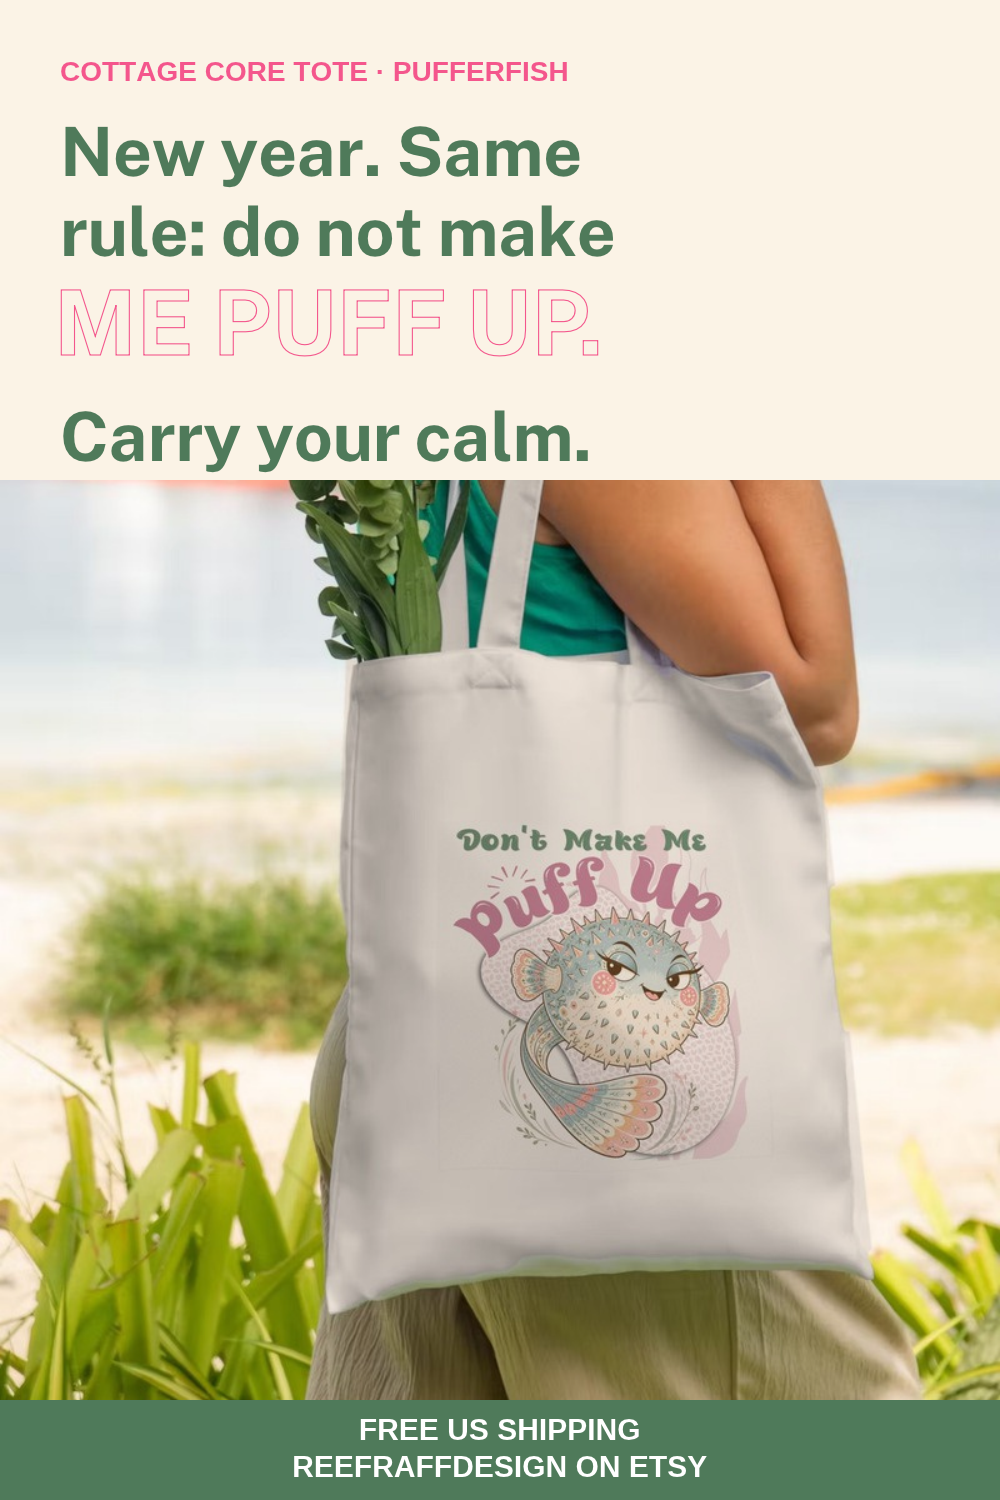 COTTAGE CORE TOTE · PUFFERFISH
New year. Same
rule: do not make
ME PUFF UP.
Carry your calm.
Don't Make Me
Puff Up
FREE US SHIPPING
REEFRAFFDESIGN ON ETSY